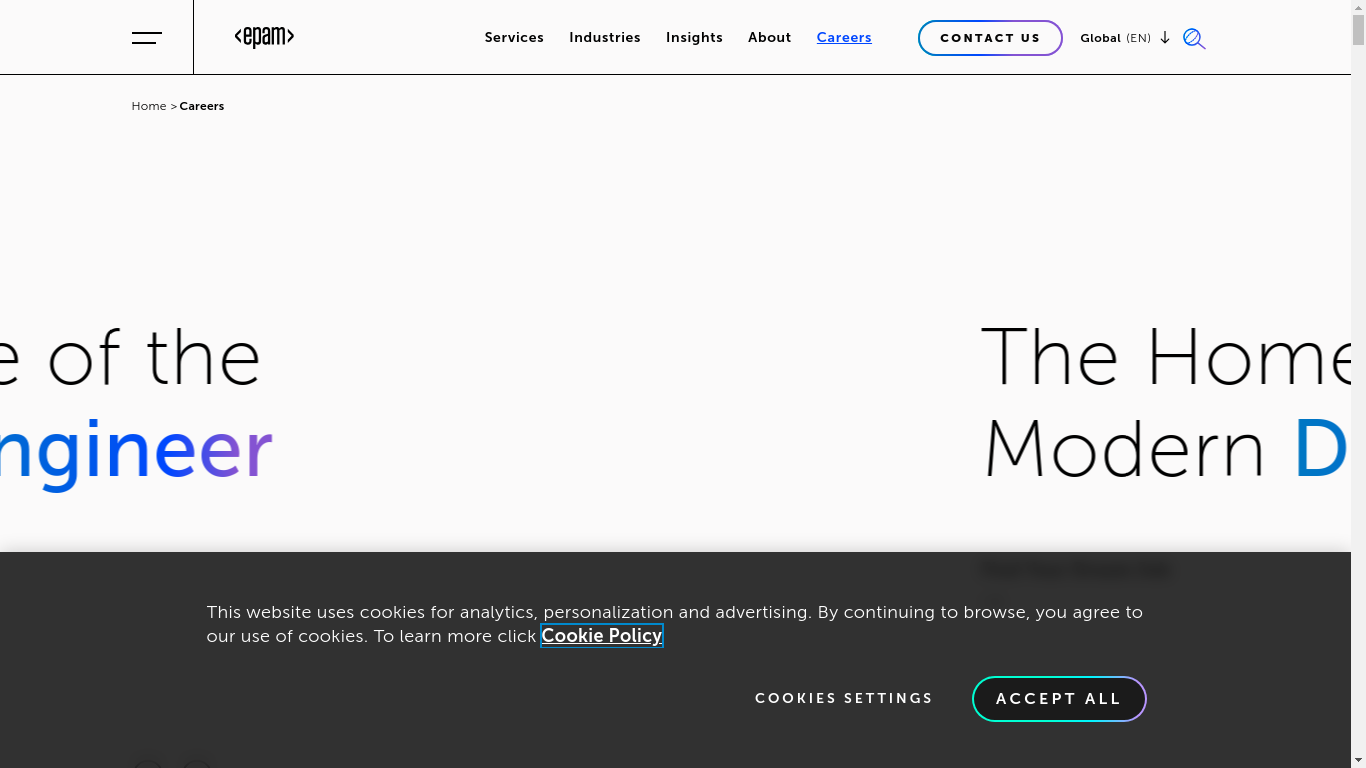 <epam>
Services
Industries
Insights
About
Careers
CONTACT US
Global (EN)
Home > Careers
e of the
ngineer
The Home
Modern D
This website uses cookies for analytics, personalization and advertising. By continuing to browse, you agree to
our use of cookies. To learn more click Cookie Policy
COOKIES SETTINGS
ACCEPT ALL